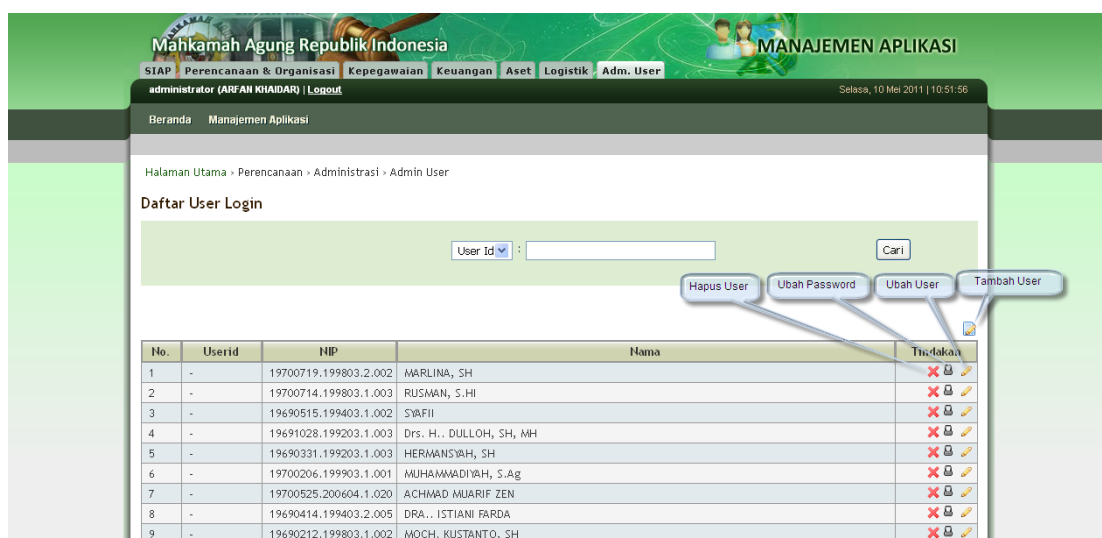 Mahkamah Agung Republik Indonesia
MANAJEMEN APLIKASI
SIAP Perencanaan & Organisasi Kepegawaian Keuangan Aset Logistik Adm. User
administrator (ARFAN KHAIDAR) | Logout Selasa, 10 Mei 2011 | 10:51:56
Beranda Manajemen Aplikasi
Halaman Utama › Perencanaan › Administrasi › Admin User
Daftar User Login
User Id : Cari
Hapus User Ubah Password Ubah User Tambah User
No. Userid NIP Nama Tindakan
1 - 19700719.199803.2.002 MARLINA, SH
2 - 19700714.199803.1.003 RUSMAN, S.HI
3 - 19690515.199403.1.002 SYAFII
4 - 19691028.199203.1.003 Drs. H.. DULLOH, SH, MH
5 - 19690331.199203.1.003 HERMANSYAH, SH
6 - 19700206.199903.1.001 MUHAMMADIYAH, S.Ag
7 - 19700525.200604.1.020 ACHMAD MUARIF ZEN
8 - 19690414.199403.2.005 DRA.. ISTIANI FARDA
9 - 19690212.199803.1.002 MOCH. KUSTANTO, SH